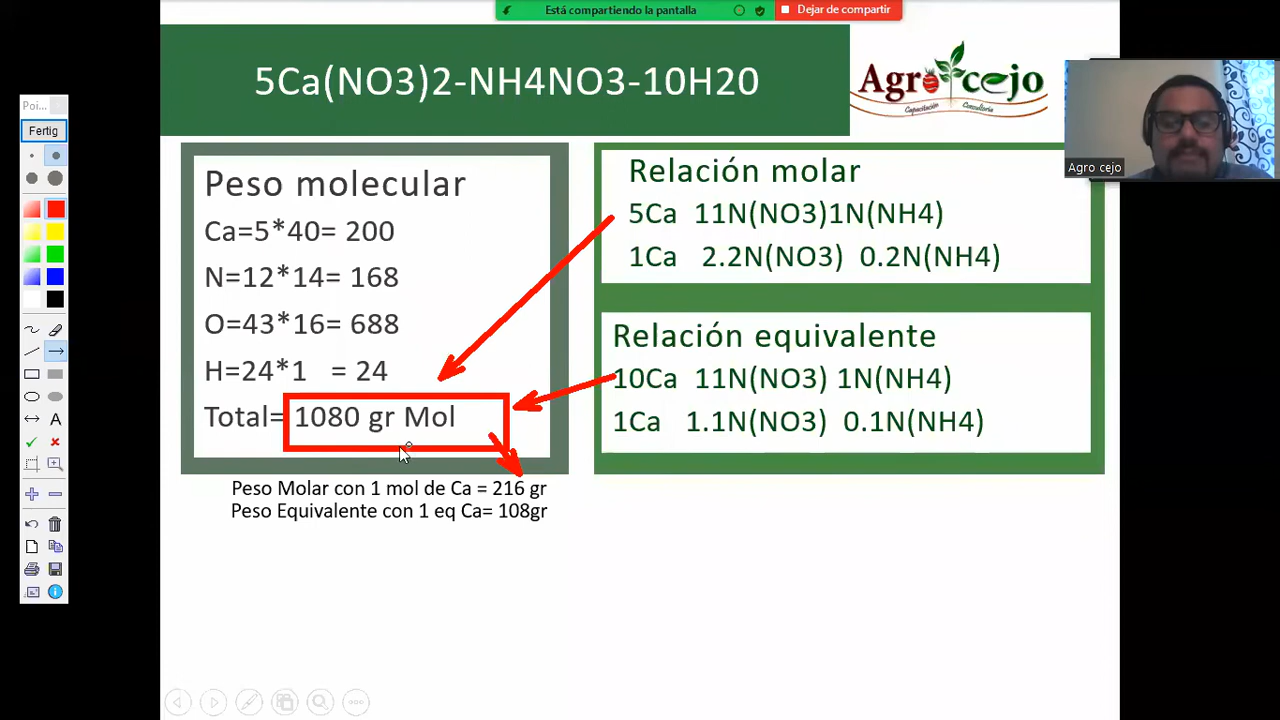 Está compartiendo la pantalla
Dejar de compartir
5Ca(NO3)2-NH4NO3-10H20
Agro cejo
Capacitación Consultoría
Agro cejo
Poi...
Fertig
A
Peso molecular
Ca=5*40= 200
N=12*14= 168
O=43*16= 688
H=24*1 = 24
Total= 1080 gr Mol
Peso Molar con 1 mol de Ca = 216 gr
Peso Equivalente con 1 eq Ca= 108gr
Relación molar
5Ca 11N(NO3)1N(NH4)
1Ca 2.2N(NO3) 0.2N(NH4)
Relación equivalente
10Ca 11N(NO3) 1N(NH4)
1Ca 1.1N(NO3) 0.1N(NH4)